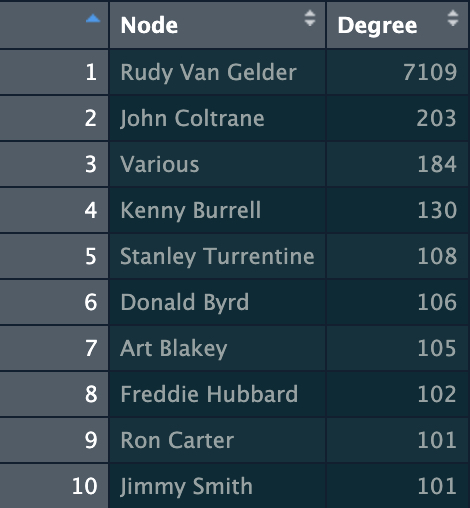 Node Degree
1 Rudy Van Gelder 7109
2 John Coltrane 203
3 Various 184
4 Kenny Burrell 130
5 Stanley Turrentine 108
6 Donald Byrd 106
7 Art Blakey 105
8 Freddie Hubbard 102
9 Ron Carter 101
10 Jimmy Smith 101